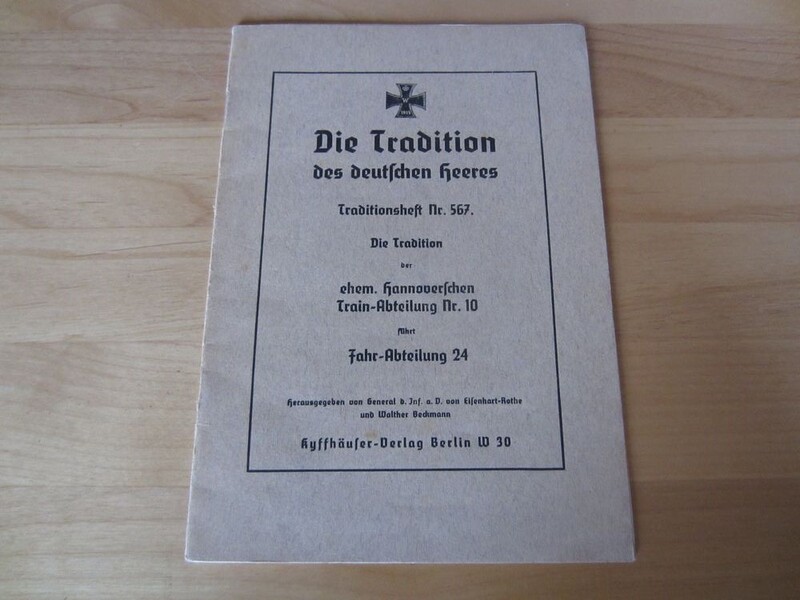 Die Tradition
des deutſchen Heeres
Traditionsheft Nr. 567.
Die Tradition
der
ehem. Hannoverſchen
Train-Abteilung Nr. 10
führt
Fahr-Abteilung 24
Herausgegeben von General d. Inf. a. D. von Eiſenhart-Rothe
und Walther Beckmann
Kyffhäuſer-Verlag Berlin W 30